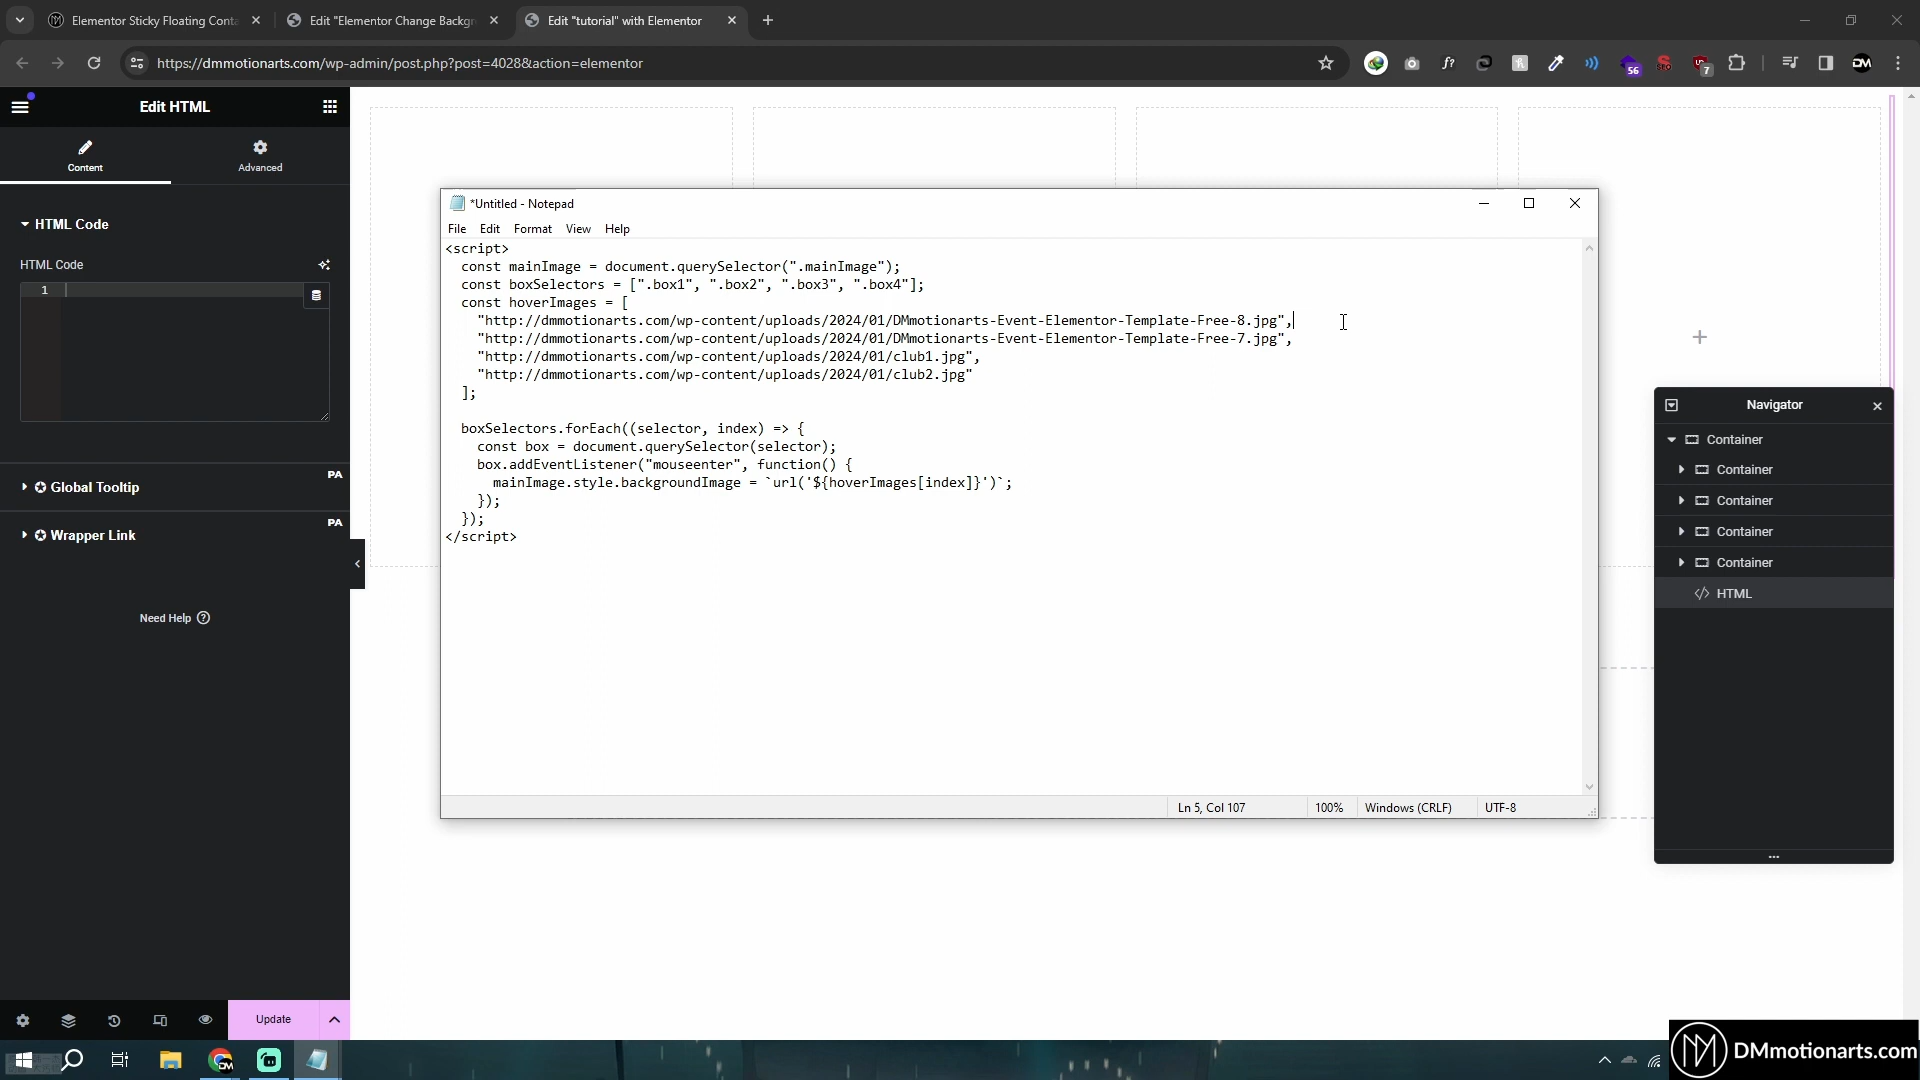 Elementor Sticky Floating Conta
Edit "Elementor Change Backgr
Edit "tutorial" with Elementor
https://dmmotionarts.com/wp-admin/post.php?post=4028&action=elementor
f?
56
SEO
7
DM
Edit HTML
Content
Advanced
HTML Code
HTML Code
1
PA
Global Tooltip
PA
Wrapper Link
Need Help
Update
*Untitled - Notepad
File Edit Format View Help
<script>
  const mainImage = document.querySelector(".mainImage");
  const boxSelectors = [".box1", ".box2", ".box3", ".box4"];
  const hoverImages = [
    "http://dmmotionarts.com/wp-content/uploads/2024/01/DMmotionarts-Event-Elementor-Template-Free-8.jpg",
    "http://dmmotionarts.com/wp-content/uploads/2024/01/DMmotionarts-Event-Elementor-Template-Free-7.jpg",
    "http://dmmotionarts.com/wp-content/uploads/2024/01/club1.jpg",
    "http://dmmotionarts.com/wp-content/uploads/2024/01/club2.jpg"
  ];
  boxSelectors.forEach((selector, index) => {
    const box = document.querySelector(selector);
    box.addEventListener("mouseenter", function() {
      mainImage.style.backgroundImage = `url('${hoverImages[index]}')`;
    });
  });
</script>
Ln 5, Col 107
100%
Windows (CRLF)
UTF-8
Navigator
Container
Container
Container
Container
Container
</> HTML
DMmotionarts.com